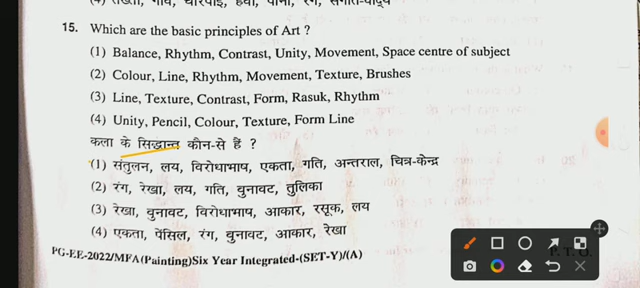 15. Which are the basic principles of Art ?
(1) Balance, Rhythm, Contrast, Unity, Movement, Space centre of subject
(2) Colour, Line, Rhythm, Movement, Texture, Brushes
(3) Line, Texture, Contrast, Form, Rasuk, Rhythm
(4) Unity, Pencil, Colour, Texture, Form Line
कला के सिद्धान्त कौन-से हैं ?
(1) संतुलन, लय, विरोधाभाष, एकता, गति, अन्तराल, चित्र-केन्द्र
(2) रंग, रेखा, लय, गति, बुनावट, तुलिका
(3) रेखा, बुनावट, विरोधाभाष, आकार, रसूक, लय
(4) एकता, पेंसिल, रंग, बुनावट, आकार, रेखा
PG-EE-2022/MFA(Painting)Six Year Integrated-(SET-Y)/(A)
P. T. O.